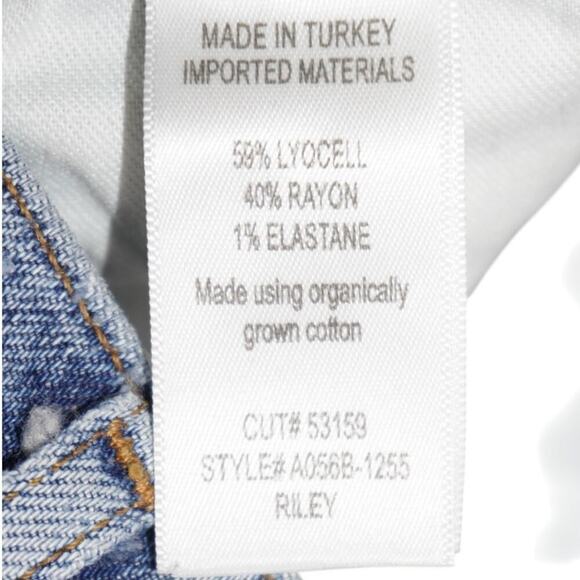 MADE IN TURKEY
IMPORTED MATERIALS
59% LYOCELL
40% RAYON
1% ELASTANE
Made using organically
grown cotton
CUT# 53159
STYLE# A056B-1255
RILEY